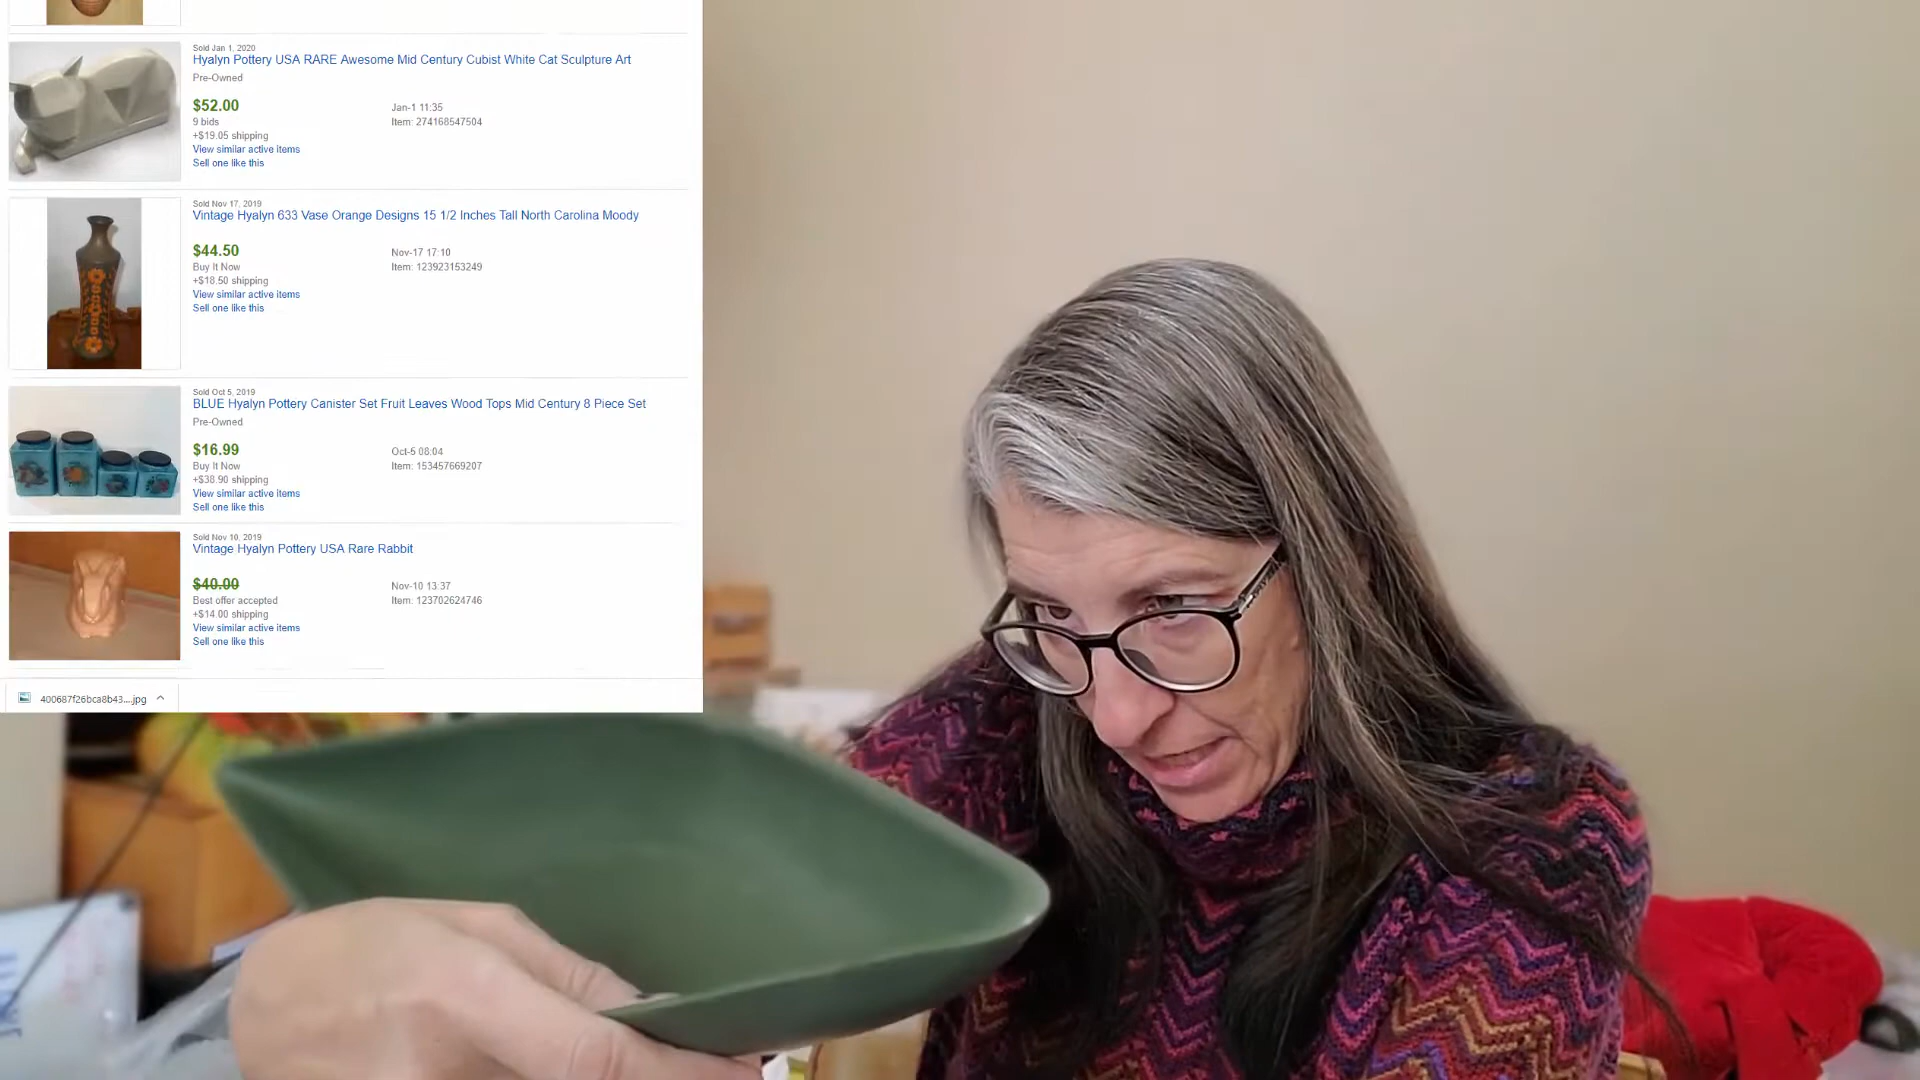 Sold Jan 1, 2020
Hyalyn Pottery USA RARE Awesome Mid Century Cubist White Cat Sculpture Art
Pre-Owned
$52.00
Jan-1 11:35
9 bids
Item: 274168547504
+$19.05 shipping
View similar active items
Sell one like this
Sold Nov 17, 2019
Vintage Hyalyn 633 Vase Orange Designs 15 1/2 Inches Tall North Carolina Moody
$44.50
Nov-17 17:10
Buy It Now
Item: 123923153249
+$18.50 shipping
View similar active items
Sell one like this
Sold Oct 5, 2019
BLUE Hyalyn Pottery Canister Set Fruit Leaves Wood Tops Mid Century 8 Piece Set
Pre-Owned
$16.99
Oct-5 08:04
Buy It Now
Item: 153457669207
+$38.90 shipping
View similar active items
Sell one like this
Sold Nov 10, 2019
Vintage Hyalyn Pottery USA Rare Rabbit
$40.00
Nov-10 13:37
Best offer accepted
Item: 123702624746
+$14.00 shipping
View similar active items
Sell one like this
400687f26bca8b43....jpg